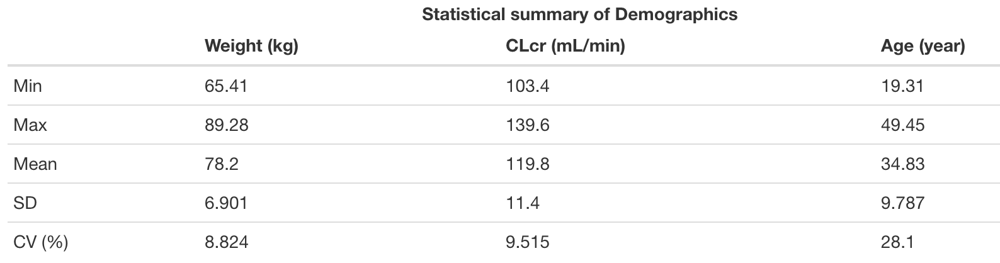 Statistical summary of Demographics
Weight (kg) CLcr (mL/min) Age (year)
Min 65.41 103.4 19.31
Max 89.28 139.6 49.45
Mean 78.2 119.8 34.83
SD 6.901 11.4 9.787
CV (%) 8.824 9.515 28.1